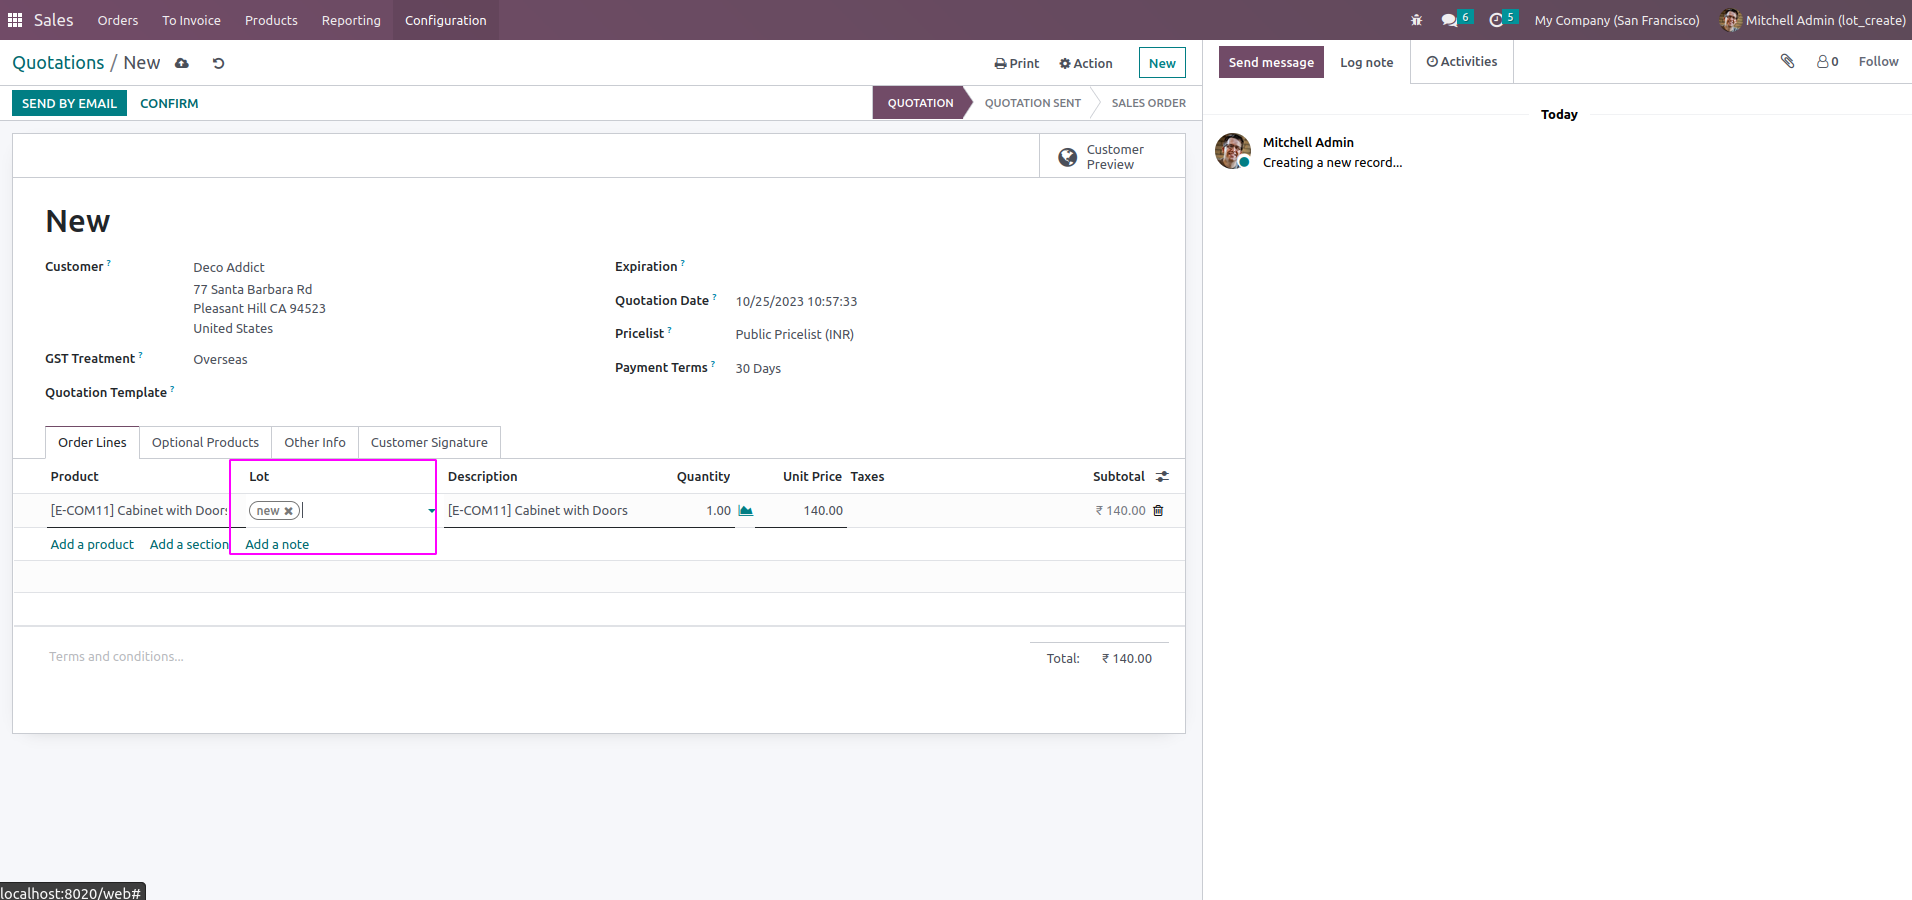 Sales Orders To Invoice Products Reporting Configuration 6 5 My Company (San Francisco) Mitchell Admin (lot_create)
Quotations / New Print Action New
SEND BY EMAIL CONFIRM QUOTATION QUOTATION SENT SALES ORDER
Customer
Preview
New
Customer ? Deco Addict
77 Santa Barbara Rd
Pleasant Hill CA 94523
United States
GST Treatment ? Overseas
Quotation Template ?
Expiration ?
Quotation Date ? 10/25/2023 10:57:33
Pricelist ? Public Pricelist (INR)
Payment Terms ? 30 Days
Order Lines Optional Products Other Info Customer Signature
Product Lot Description Quantity Unit Price Taxes Subtotal
[E-COM11] Cabinet with Doors new [E-COM11] Cabinet with Doors 1.00 140.00 ₹ 140.00
Add a product Add a section Add a note
Terms and conditions...
Total: ₹ 140.00
Send message Log note Activities 0 Follow
Today
Mitchell Admin
Creating a new record...
localhost:8020/web#